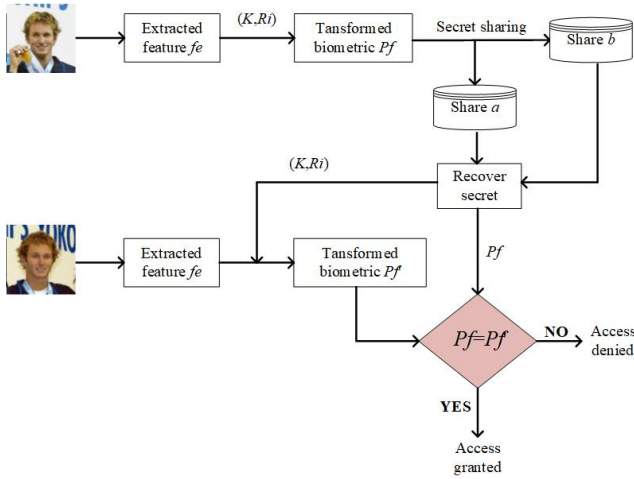 Extracted
feature fe
(K,Ri)
Tansformed
biometric Pf
Secret sharing
Share b
Share a
(K,Ri)
Recover
secret
Extracted
feature fe
Tansformed
biometric Pf'
Pf
Pf=Pf'
NO
Access
denied
YES
Access
granted